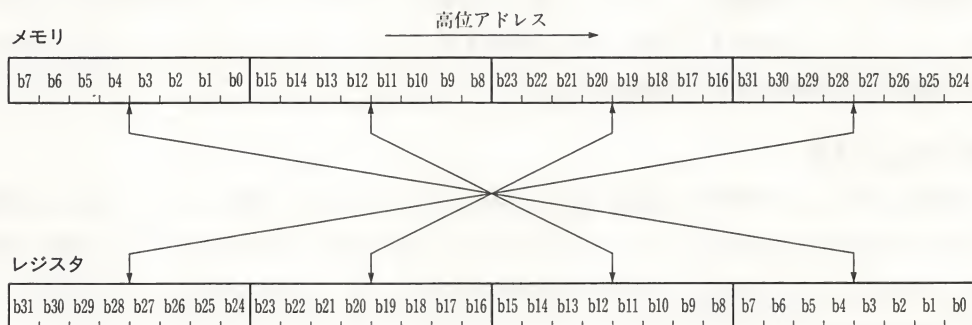 高位アドレス
メモリ
b7 b6 b5 b4 b3 b2 b1 b0 b15 b14 b13 b12 b11 b10 b9 b8 b23 b22 b21 b20 b19 b18 b17 b16 b31 b30 b29 b28 b27 b26 b25 b24
レジスタ
b31 b30 b29 b28 b27 b26 b25 b24 b23 b22 b21 b20 b19 b18 b17 b16 b15 b14 b13 b12 b11 b10 b9 b8 b7 b6 b5 b4 b3 b2 b1 b0